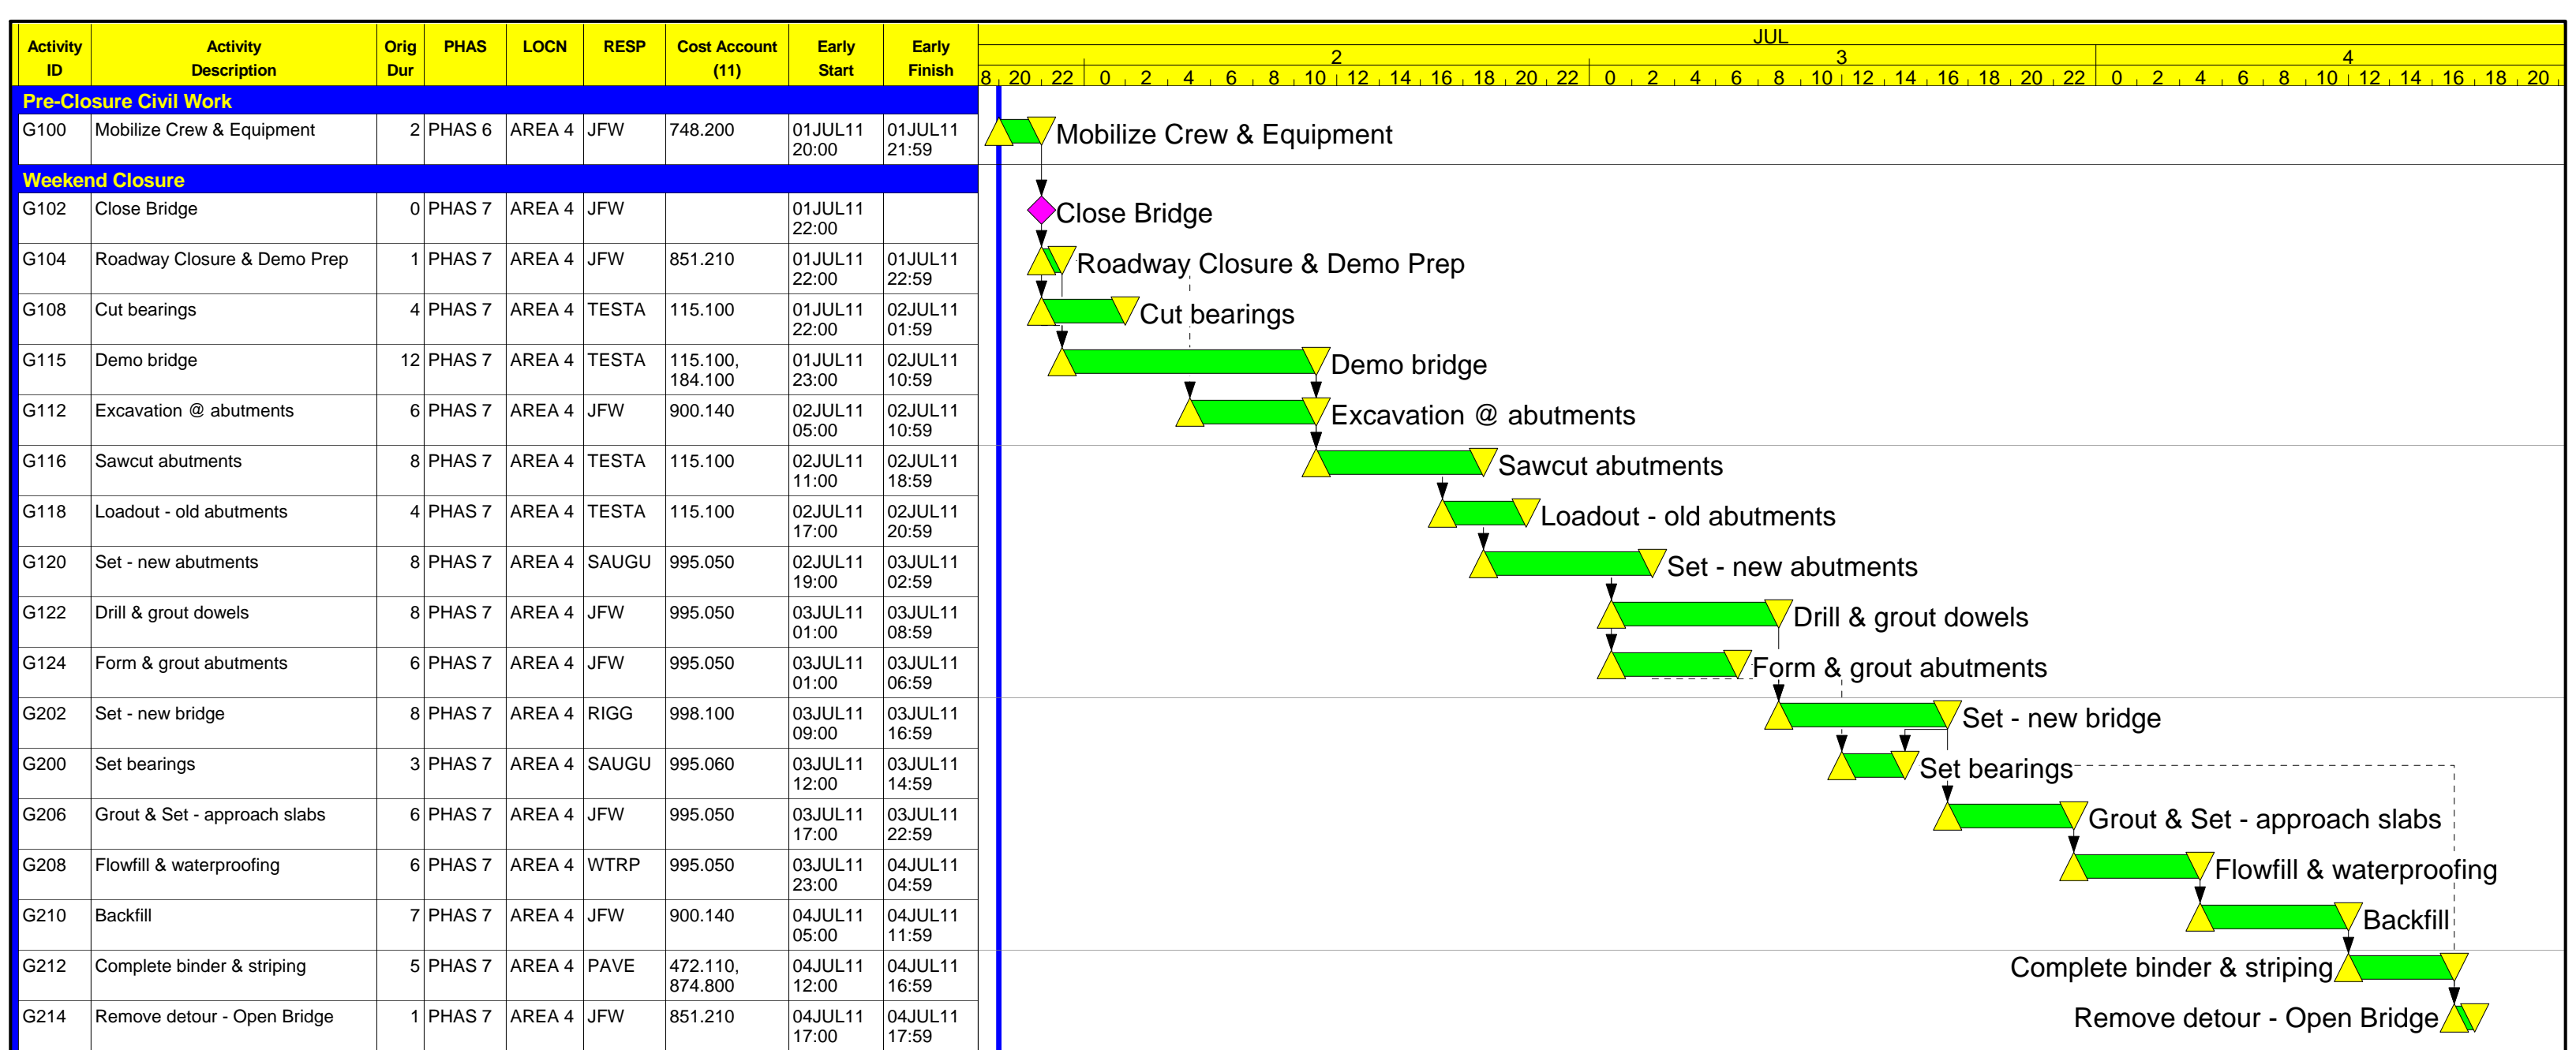 Activity ID Activity Description Orig Dur PHAS LOCN RESP Cost Account (11) Early Start Early Finish
JUL
2 3 4
8 20 22 0 2 4 6 8 10 12 14 16 18 20 22 0 2 4 6 8 10 12 14 16 18 20 22 0 2 4 6 8 10 12 14 16 18 20
Pre-Closure Civil Work
G100 Mobilize Crew & Equipment 2 PHAS 6 AREA 4 JFW 748.200 01JUL11 20:00 01JUL11 21:59 Mobilize Crew & Equipment
Weekend Closure
G102 Close Bridge 0 PHAS 7 AREA 4 JFW 01JUL11 22:00 Close Bridge
G104 Roadway Closure & Demo Prep 1 PHAS 7 AREA 4 JFW 851.210 01JUL11 22:00 01JUL11 22:59 Roadway Closure & Demo Prep
G108 Cut bearings 4 PHAS 7 AREA 4 TESTA 115.100 01JUL11 22:00 02JUL11 01:59 Cut bearings
G115 Demo bridge 12 PHAS 7 AREA 4 TESTA 115.100, 184.100 01JUL11 23:00 02JUL11 10:59 Demo bridge
G112 Excavation @ abutments 6 PHAS 7 AREA 4 JFW 900.140 02JUL11 05:00 02JUL11 10:59 Excavation @ abutments
G116 Sawcut abutments 8 PHAS 7 AREA 4 TESTA 115.100 02JUL11 11:00 02JUL11 18:59 Sawcut abutments
G118 Loadout - old abutments 4 PHAS 7 AREA 4 TESTA 115.100 02JUL11 17:00 02JUL11 20:59 Loadout - old abutments
G120 Set - new abutments 8 PHAS 7 AREA 4 SAUGU 995.050 02JUL11 19:00 03JUL11 02:59 Set - new abutments
G122 Drill & grout dowels 8 PHAS 7 AREA 4 JFW 995.050 03JUL11 01:00 03JUL11 08:59 Drill & grout dowels
G124 Form & grout abutments 6 PHAS 7 AREA 4 JFW 995.050 03JUL11 01:00 03JUL11 06:59 Form & grout abutments
G202 Set - new bridge 8 PHAS 7 AREA 4 RIGG 998.100 03JUL11 09:00 03JUL11 16:59 Set - new bridge
G200 Set bearings 3 PHAS 7 AREA 4 SAUGU 995.060 03JUL11 12:00 03JUL11 14:59 Set bearings
G206 Grout & Set - approach slabs 6 PHAS 7 AREA 4 JFW 995.050 03JUL11 17:00 03JUL11 22:59 Grout & Set - approach slabs
G208 Flowfill & waterproofing 6 PHAS 7 AREA 4 WTRP 995.050 03JUL11 23:00 04JUL11 04:59 Flowfill & waterproofing
G210 Backfill 7 PHAS 7 AREA 4 JFW 900.140 04JUL11 05:00 04JUL11 11:59 Backfill
G212 Complete binder & striping 5 PHAS 7 AREA 4 PAVE 472.110, 874.800 04JUL11 12:00 04JUL11 16:59 Complete binder & striping
G214 Remove detour - Open Bridge 1 PHAS 7 AREA 4 JFW 851.210 04JUL11 17:00 04JUL11 17:59 Remove detour - Open Bridge